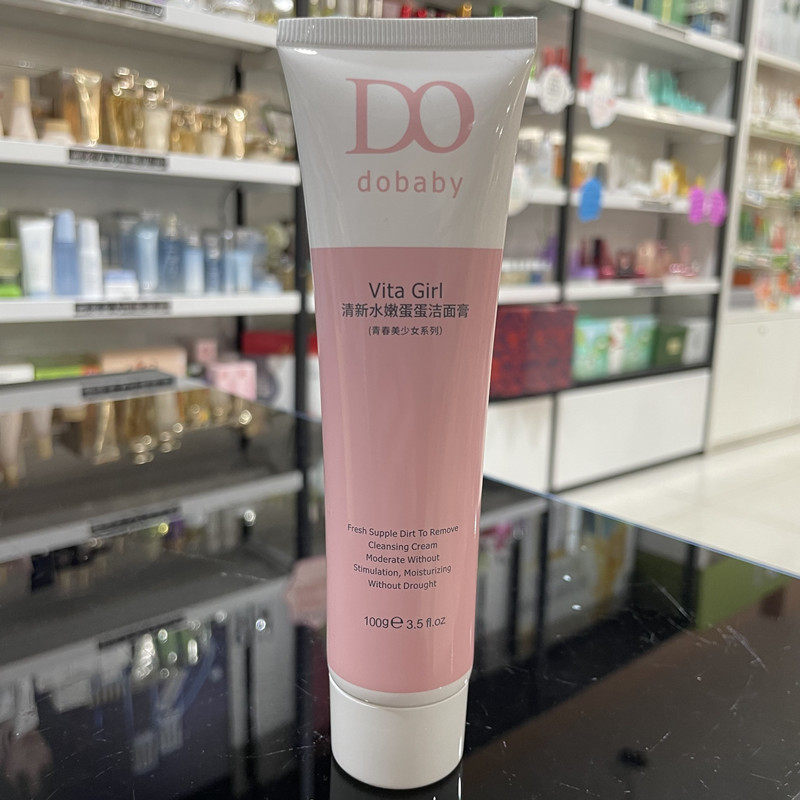 DO
dobaby
Vita Girl
清新水嫩蛋蛋洁面膏
(青春美少女系列)
Fresh Supple Dirt To Remove
Cleansing Cream
Moderate Without
Stimulation, Moisturizing
Without Drought
100g℮ 3.5 fl.oz